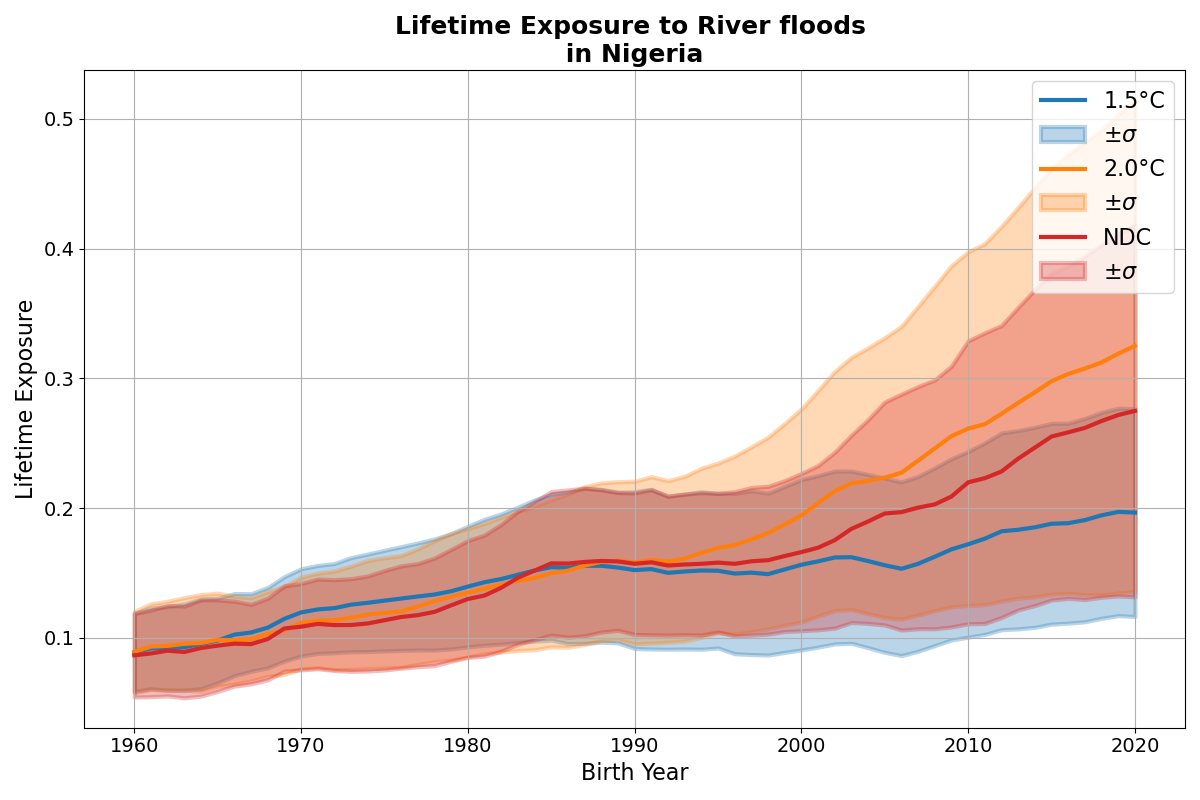 Lifetime Exposure to River floods
in Nigeria
1.5°C
±σ
2.0°C
±σ
NDC
±σ
Lifetime Exposure
0.5
0.4
0.3
0.2
0.1
1960 1970 1980 1990 2000 2010 2020
Birth Year